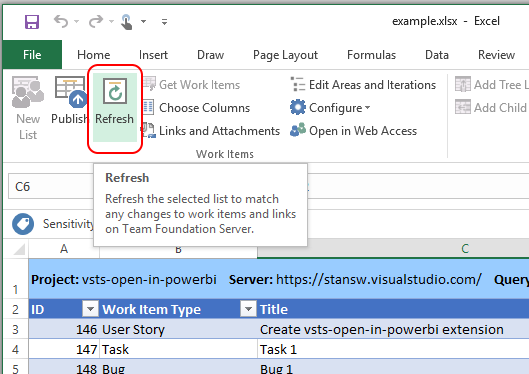 example.xlsx - Excel
File Home Insert Draw Page Layout Formulas Data Review
New List
Publish
Refresh
Get Work Items
Choose Columns
Links and Attachments
Edit Areas and Iterations
Configure
Open in Web Access
Add Tree L
Add Child
Work Items
C6
Refresh
Refresh the selected list to match
any changes to work items and links
on Team Foundation Server.
Sensitivity
A B C
1 Project: vsts-open-in-powerbi Server: https://stansw.visualstudio.com/ Query
2 ID Work Item Type Title
3 146 User Story Create vsts-open-in-powerbi extension
4 147 Task Task 1
5 148 Bug Bug 1